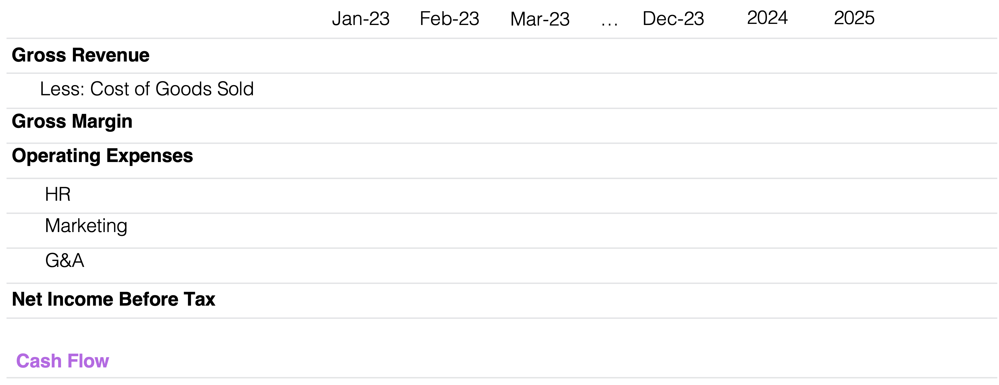 Jan-23 Feb-23 Mar-23 ... Dec-23 2024 2025
Gross Revenue
Less: Cost of Goods Sold
Gross Margin
Operating Expenses
HR
Marketing
G&A
Net Income Before Tax
Cash Flow